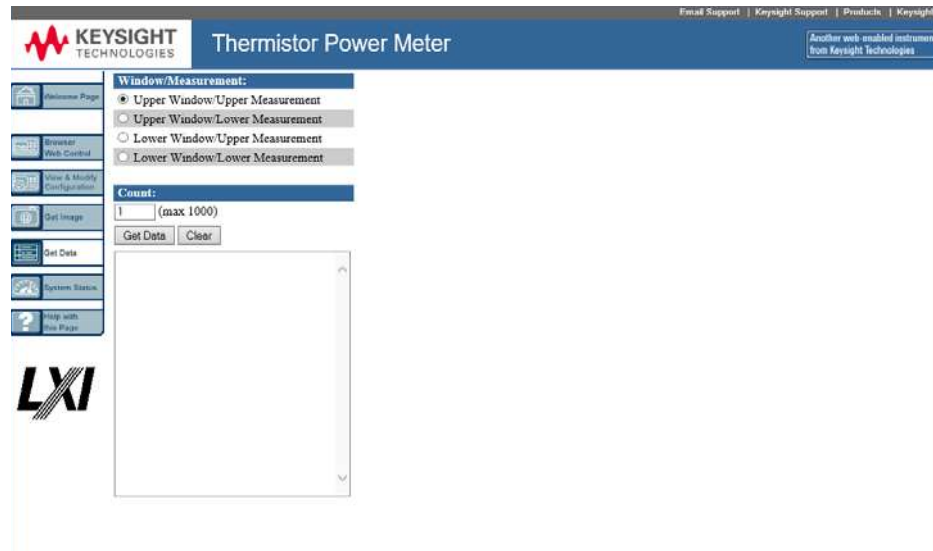 Email Support | Keysight Support | Products | Keysight
KEYSIGHT
TECHNOLOGIES
Thermistor Power Meter
Another web-enabled instrumen
from Keysight Technologies
Welcome Page
Browser
Web Control
View & Modify
Configuration
Get Image
Get Data
System Status
Help with
this Page
LXI
Window/Measurement:
Upper Window/Upper Measurement
Upper Window/Lower Measurement
Lower Window/Upper Measurement
Lower Window/Lower Measurement
Count:
1 (max 1000)
Get Data Clear